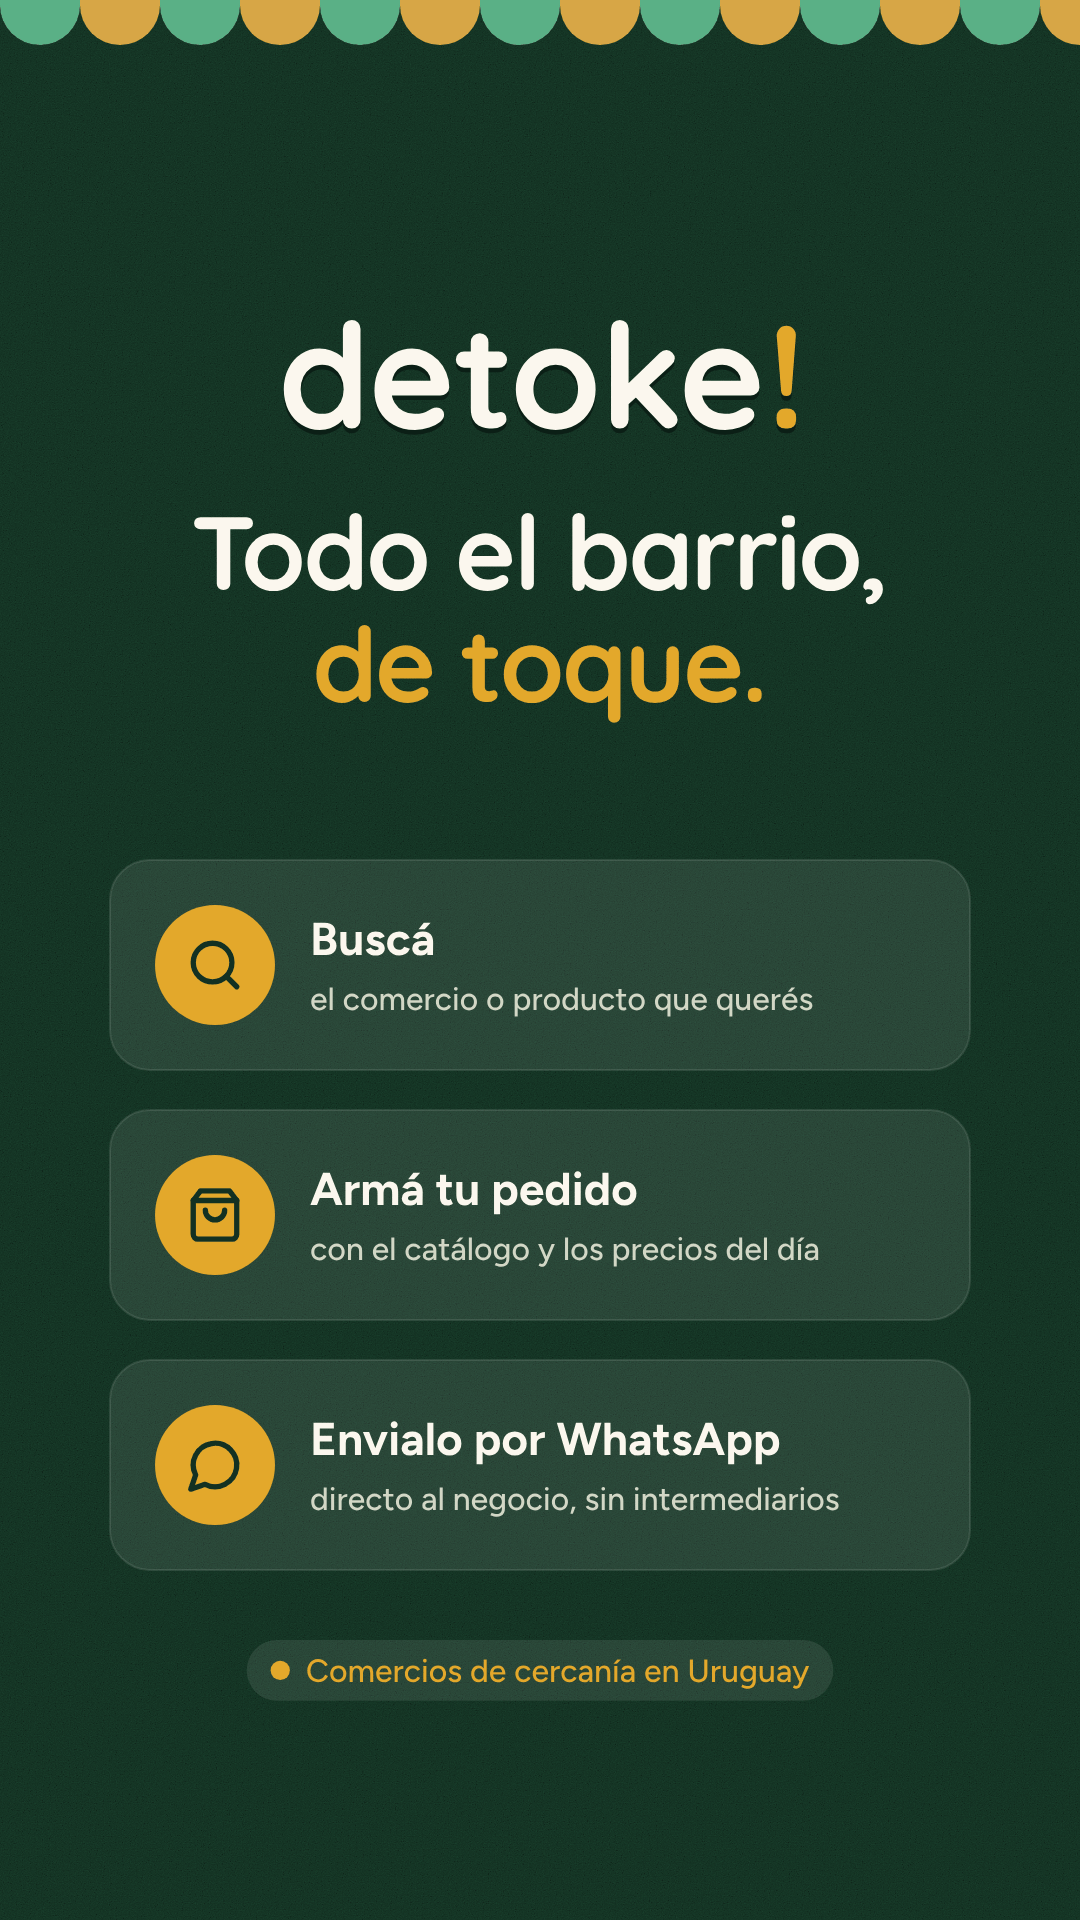 detoke!
Todo el barrio,
de toque.
Buscá
el comercio o producto que querés
Armá tu pedido
con el catálogo y los precios del día
Envialo por WhatsApp
directo al negocio, sin intermediarios
Comercios de cercanía en Uruguay